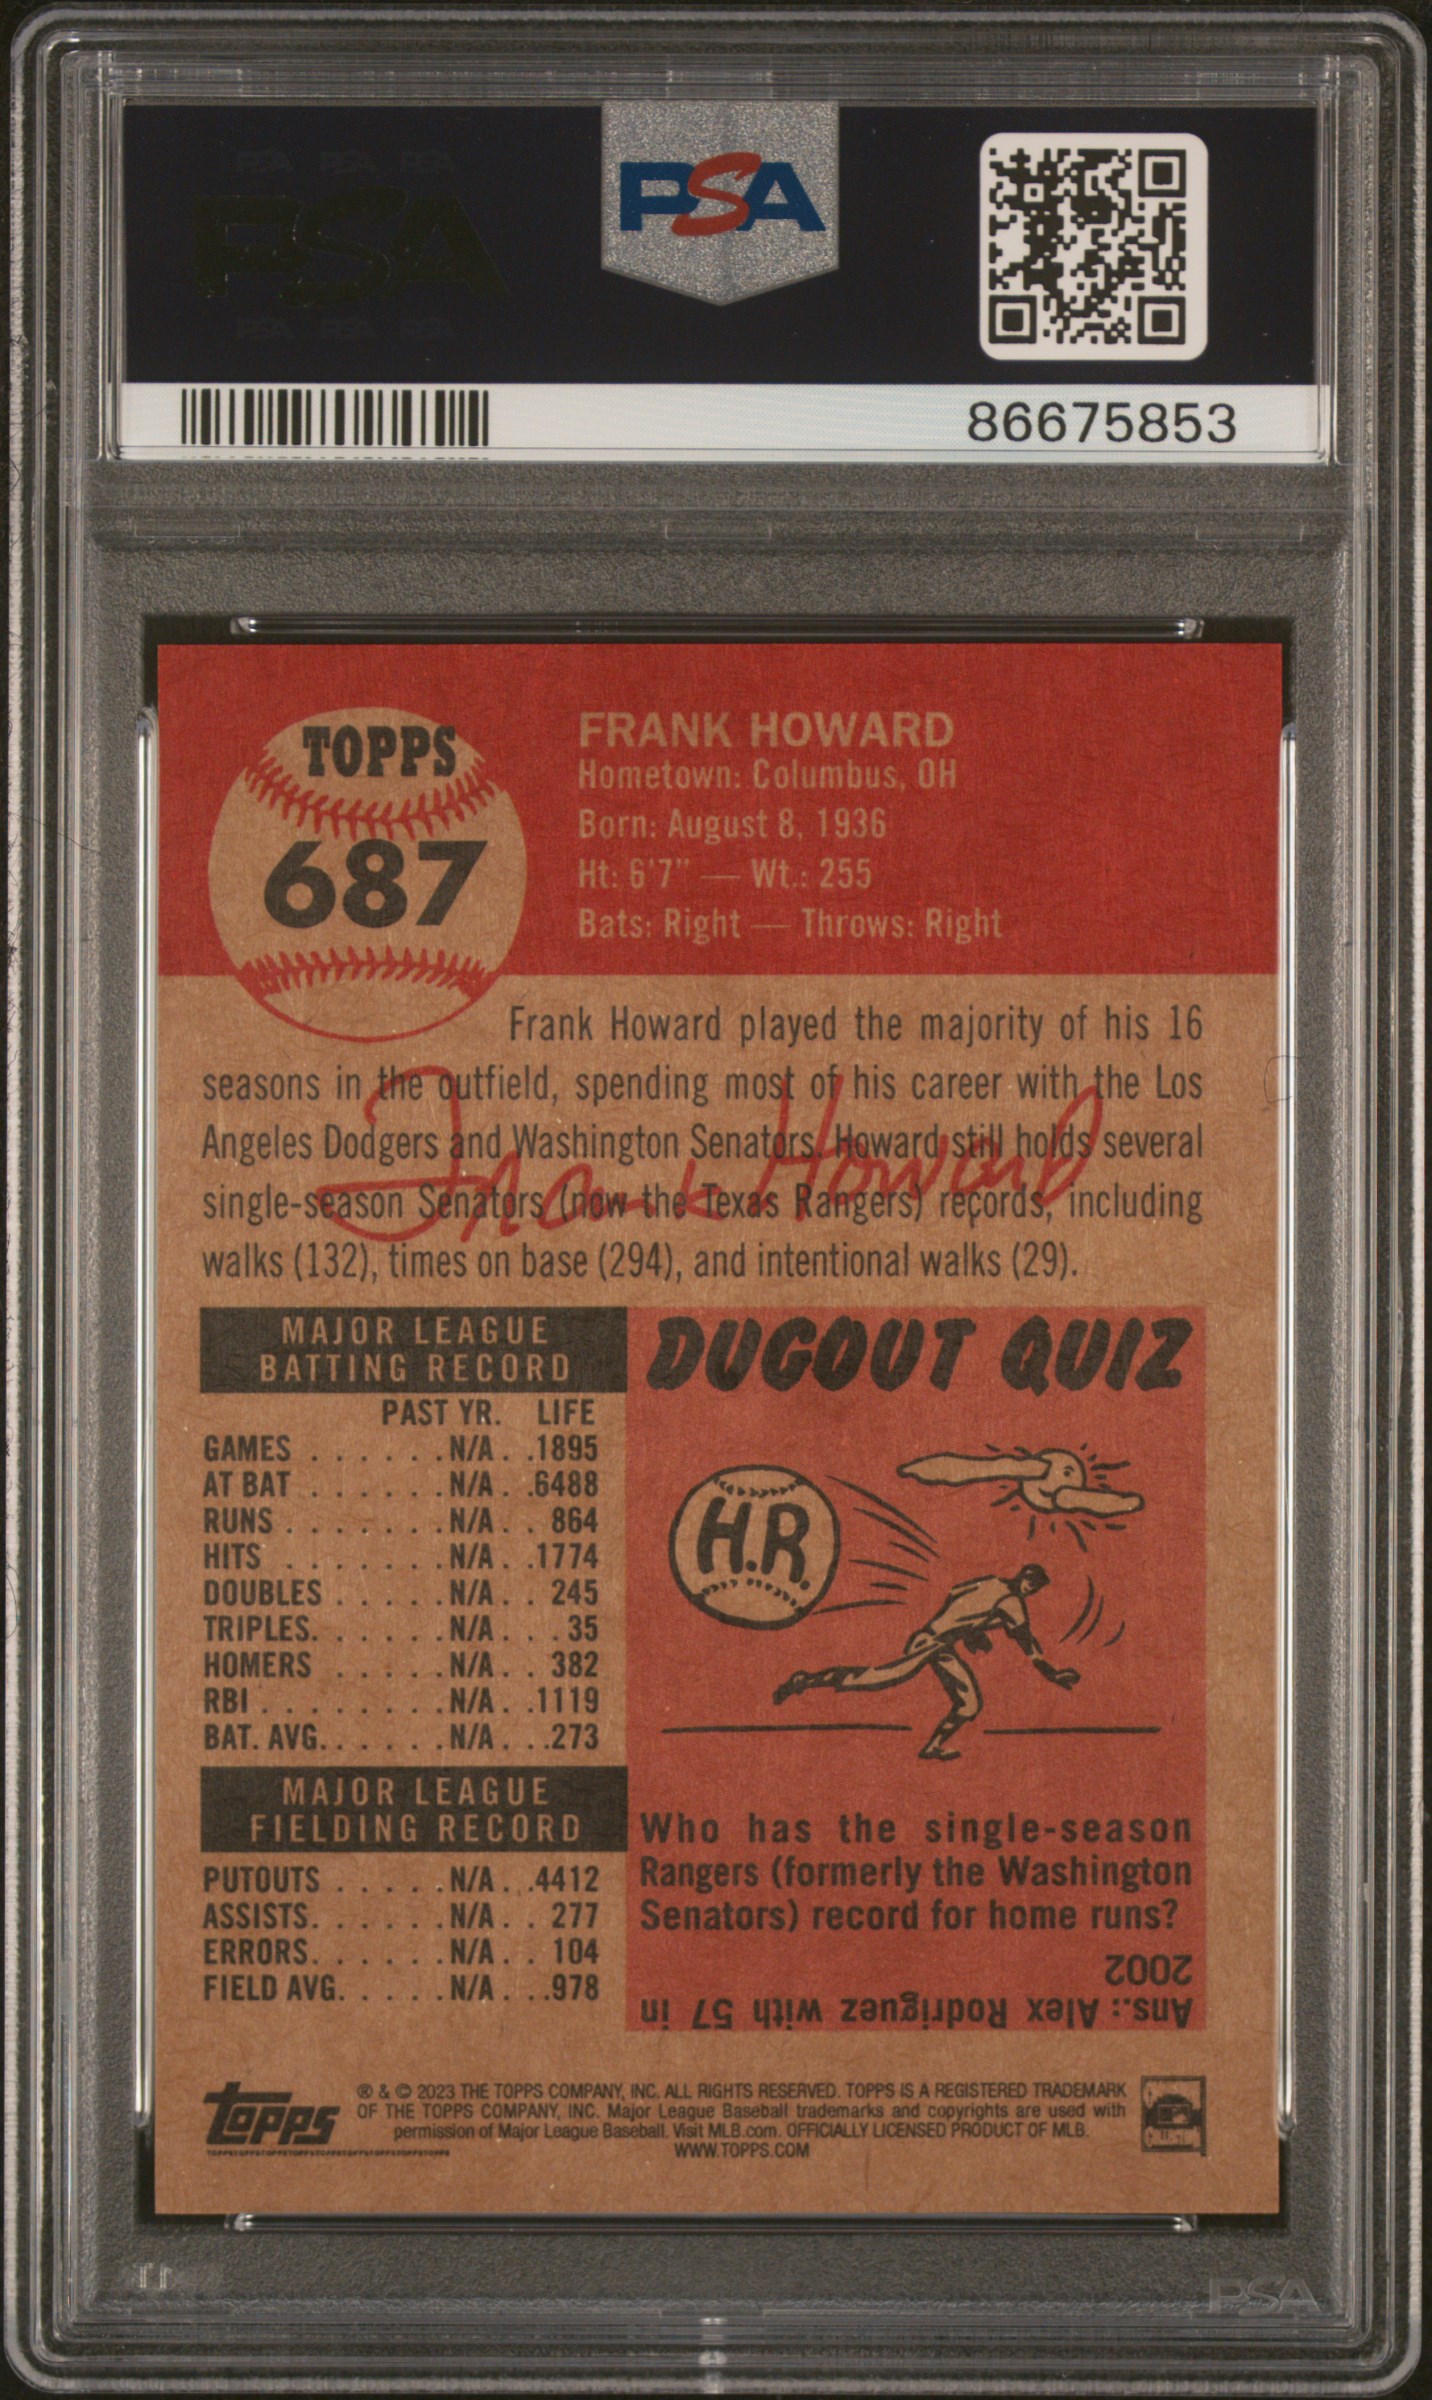 PSA
PSA PSA PSA
PSA
PSA PSA PSA
86675853
TOPPS
687
FRANK HOWARD
Hometown: Columbus, OH
Born: August 8, 1936
Ht: 6'7" — Wt.: 255
Bats: Right — Throws: Right
Frank Howard played the majority of his 16
seasons in the outfield, spending most of his career with the Los
Angeles Dodgers and Washington Senators. Howard still holds several
single-season Senators (now the Texas Rangers) records, including
walks (132), times on base (294), and intentional walks (29).
Frank Howard
MAJOR LEAGUE
BATTING RECORD
PAST YR. LIFE
GAMES . . . . . . N/A . .1895
AT BAT . . . . . . N/A . .6488
RUNS . . . . . . . N/A . . 864
HITS . . . . . . . N/A . .1774
DOUBLES . . . . . N/A . . 245
TRIPLES. . . . . . N/A . . . 35
HOMERS . . . . . N/A . . 382
RBI . . . . . . . . N/A . .1119
BAT. AVG. . . . . . N/A . . .273
MAJOR LEAGUE
FIELDING RECORD
PUTOUTS . . . . . N/A . .4412
ASSISTS. . . . . . N/A . . 277
ERRORS. . . . . . N/A . . 104
FIELD AVG. . . . . N/A . . .978
DUGOUT QUIZ
H.R.
Who has the single-season
Rangers (formerly the Washington
Senators) record for home runs?
Ans.: Alex Rodriguez with 57 in
2002
topps
® & © 2023 THE TOPPS COMPANY, INC. ALL RIGHTS RESERVED. TOPPS IS A REGISTERED TRADEMARK
OF THE TOPPS COMPANY, INC. Major League Baseball trademarks and copyrights are used with
permission of Major League Baseball. Visit MLB.com. OFFICIALLY LICENSED PRODUCT OF MLB.
WWW.TOPPS.COM
PSA